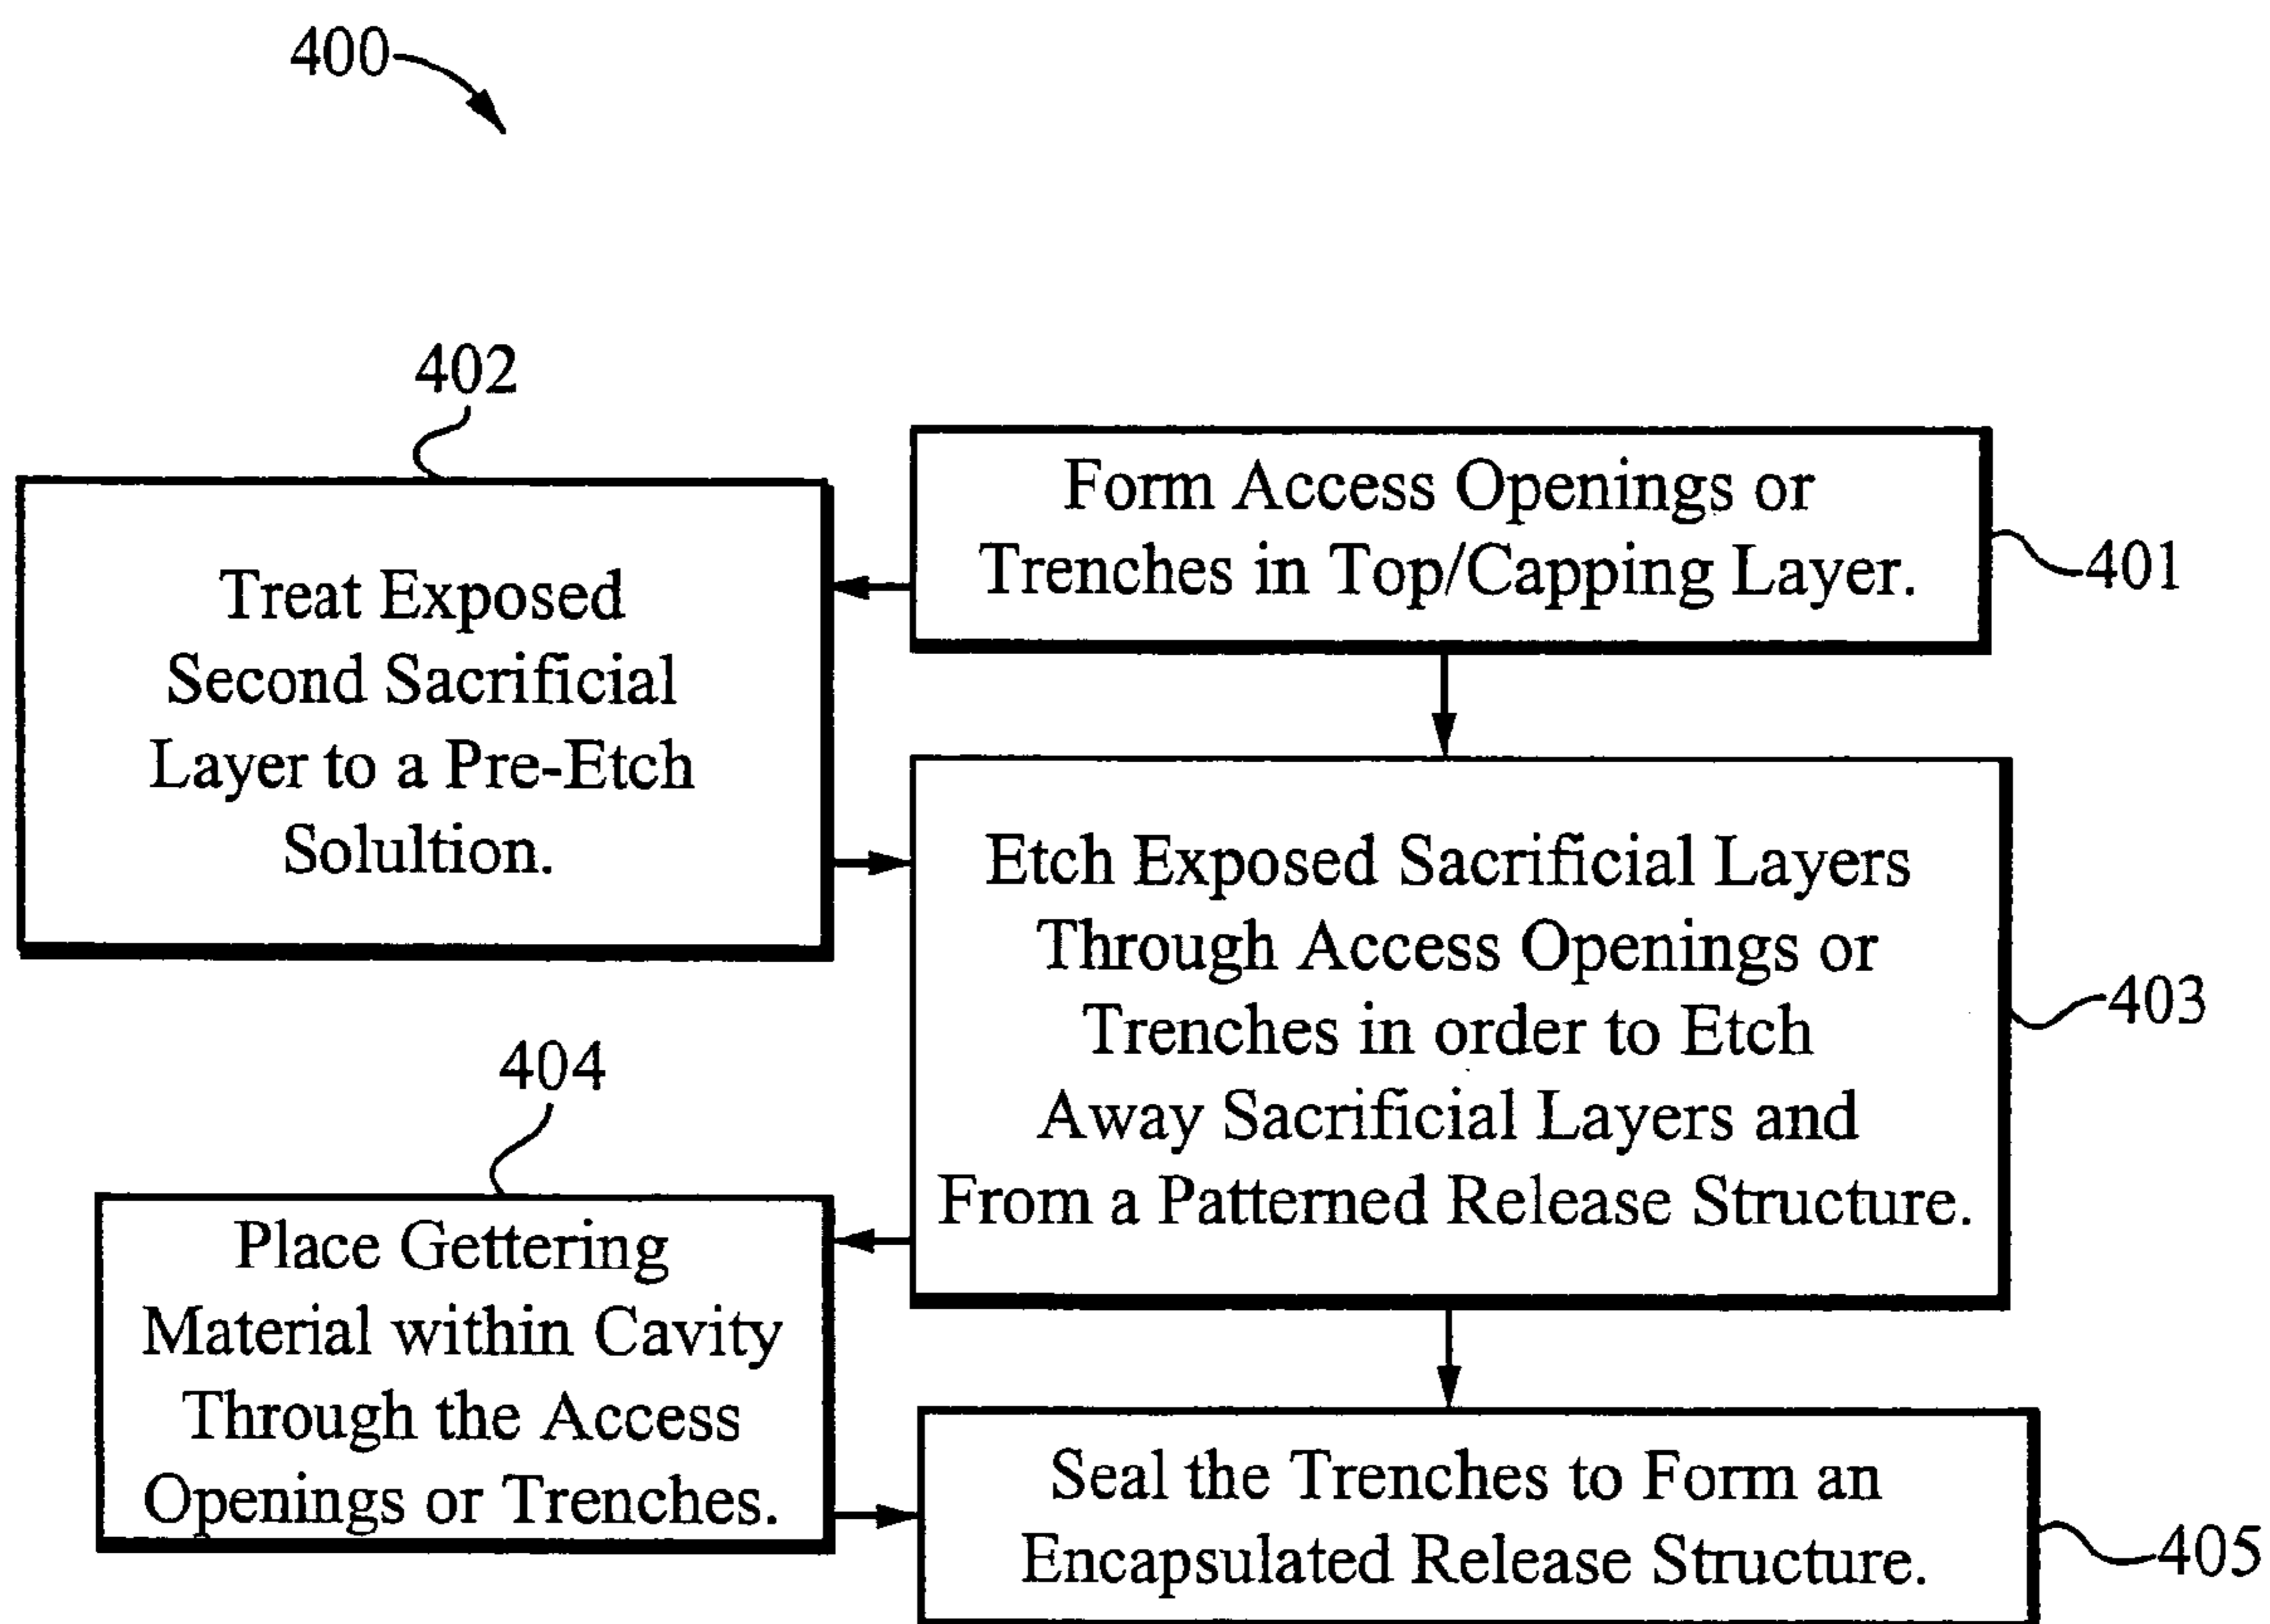 400
402
Form Access Openings or
Trenches in Top/Capping Layer.
401
Treat Exposed
Second Sacrificial
Layer to a Pre-Etch
Solultion.
Etch Exposed Sacrificial Layers
Through Access Openings or
Trenches in order to Etch
Away Sacrificial Layers and
From a Patterned Release Structure.
403
404
Place Gettering
Material within Cavity
Through the Access
Openings or Trenches.
Seal the Trenches to Form an
Encapsulated Release Structure.
405